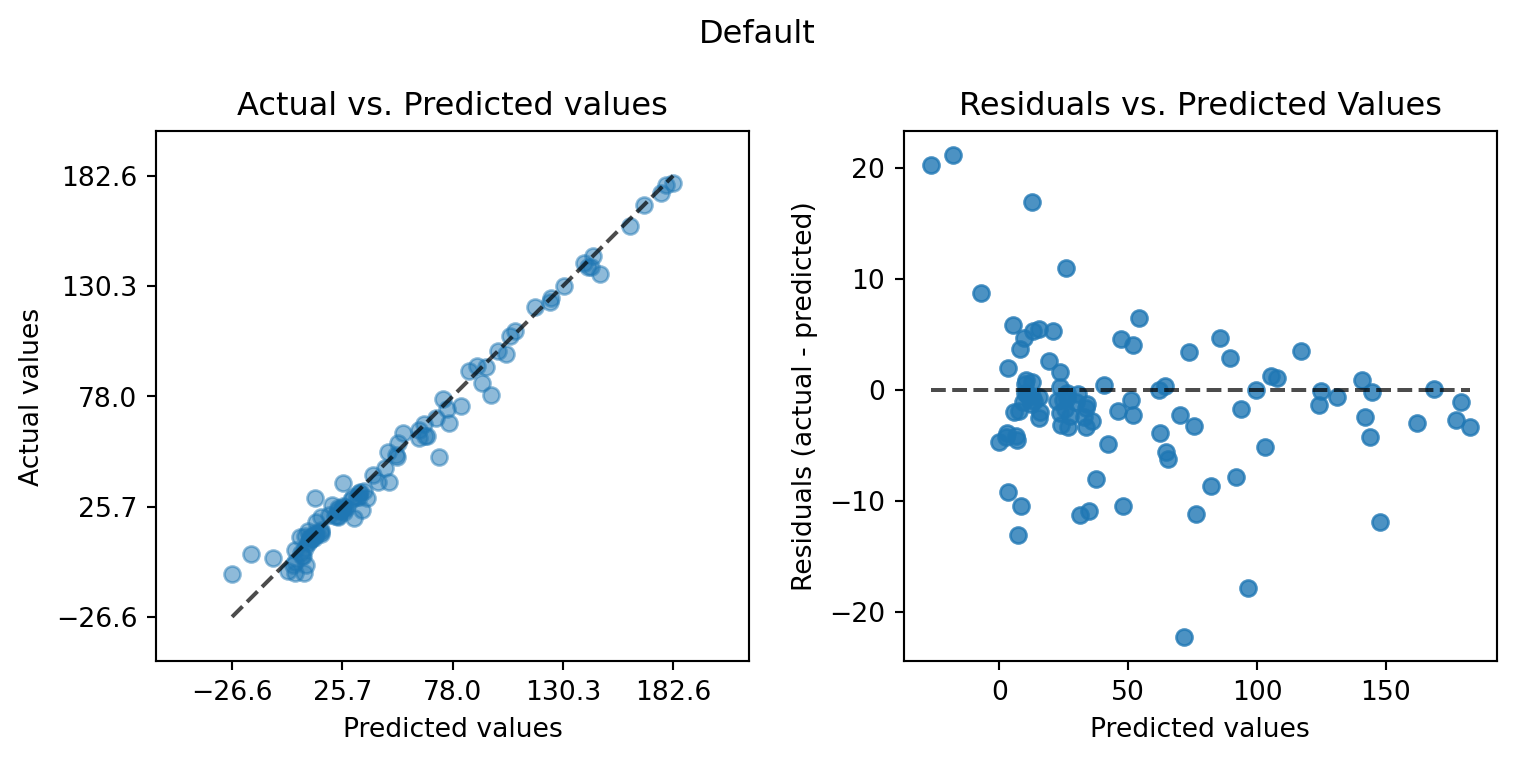 Default
Actual vs. Predicted values
Actual values
182.6
130.3
78.0
25.7
−26.6
−26.6 25.7 78.0 130.3 182.6
Predicted values
Residuals vs. Predicted Values
Residuals (actual - predicted)
20
10
0
−10
−20
0 50 100 150
Predicted values